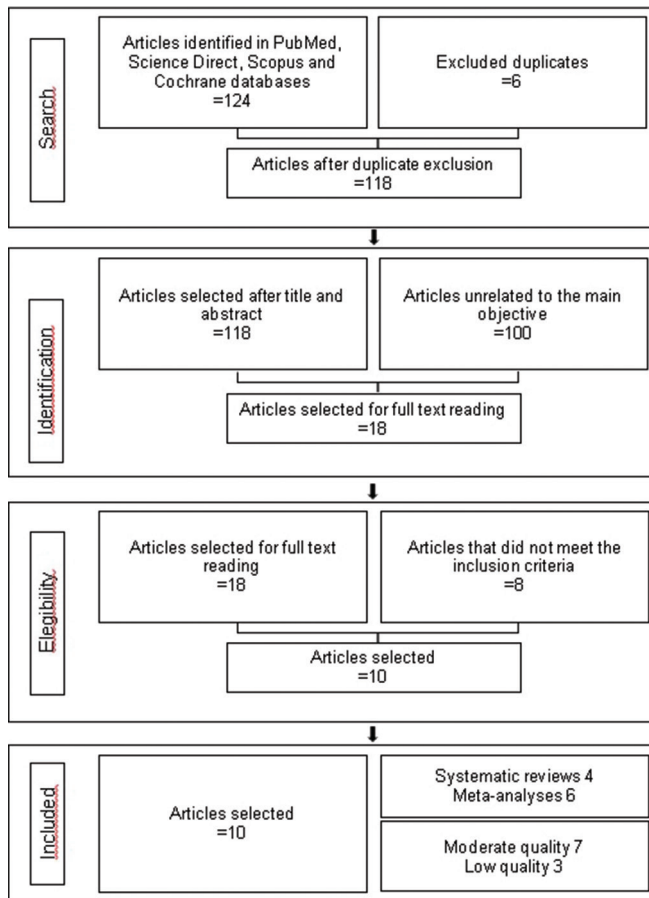 Search
Articles identified in PubMed,
Science Direct, Scopus and
Cochrane databases
=124
Excluded duplicates
=6
Articles after duplicate exclusion
=118
Identification
Articles selected after title and
abstract
=118
Articles unrelated to the main
objective
=100
Articles selected for full text reading
=18
Elegibility
Articles selected for full text
reading
=18
Articles that did not meet the
inclusion criteria
=8
Articles selected
=10
Included
Articles selected
=10
Systematic reviews 4
Meta-analyses 6
Moderate quality 7
Low quality 3